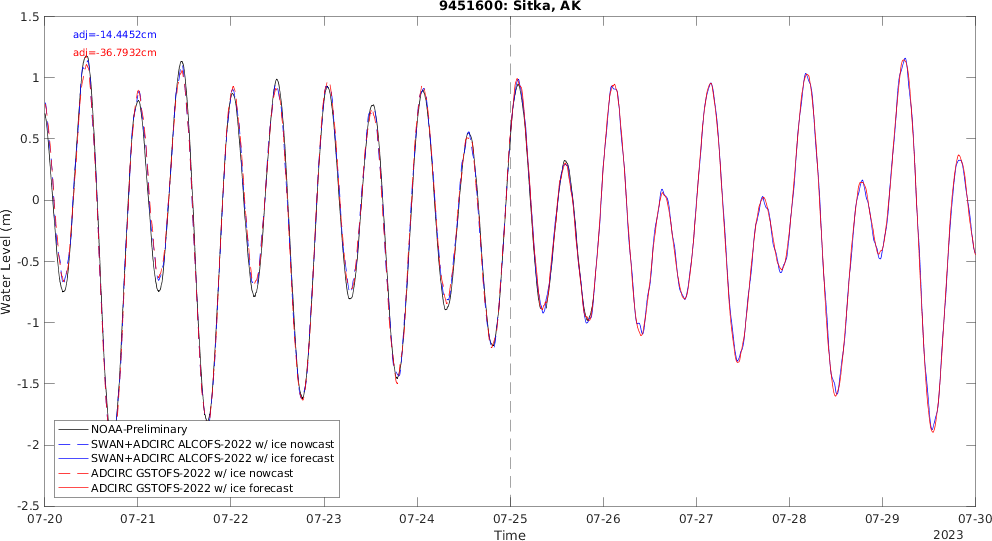 9451600: Sitka, AK
adj=-14.4452cm
adj=-36.7932cm
1.5
1
0.5
0
-0.5
-1
-1.5
-2
-2.5
Water Level (m)
NOAA-Preliminary
SWAN+ADCIRC ALCOFS-2022 w/ ice nowcast
SWAN+ADCIRC ALCOFS-2022 w/ ice forecast
ADCIRC GSTOFS-2022 w/ ice nowcast
ADCIRC GSTOFS-2022 w/ ice forecast
07-20 07-21 07-22 07-23 07-24 07-25 07-26 07-27 07-28 07-29 07-30
Time
2023